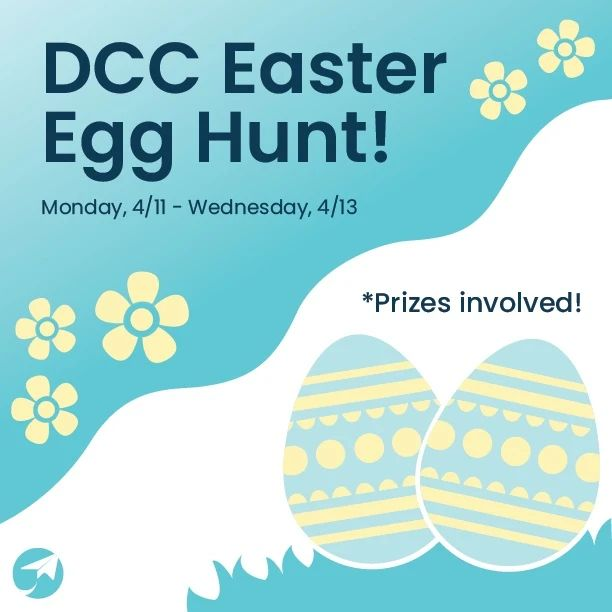 DCC Easter
Egg Hunt!
Monday, 4/11 - Wednesday, 4/13
*Prizes involved!